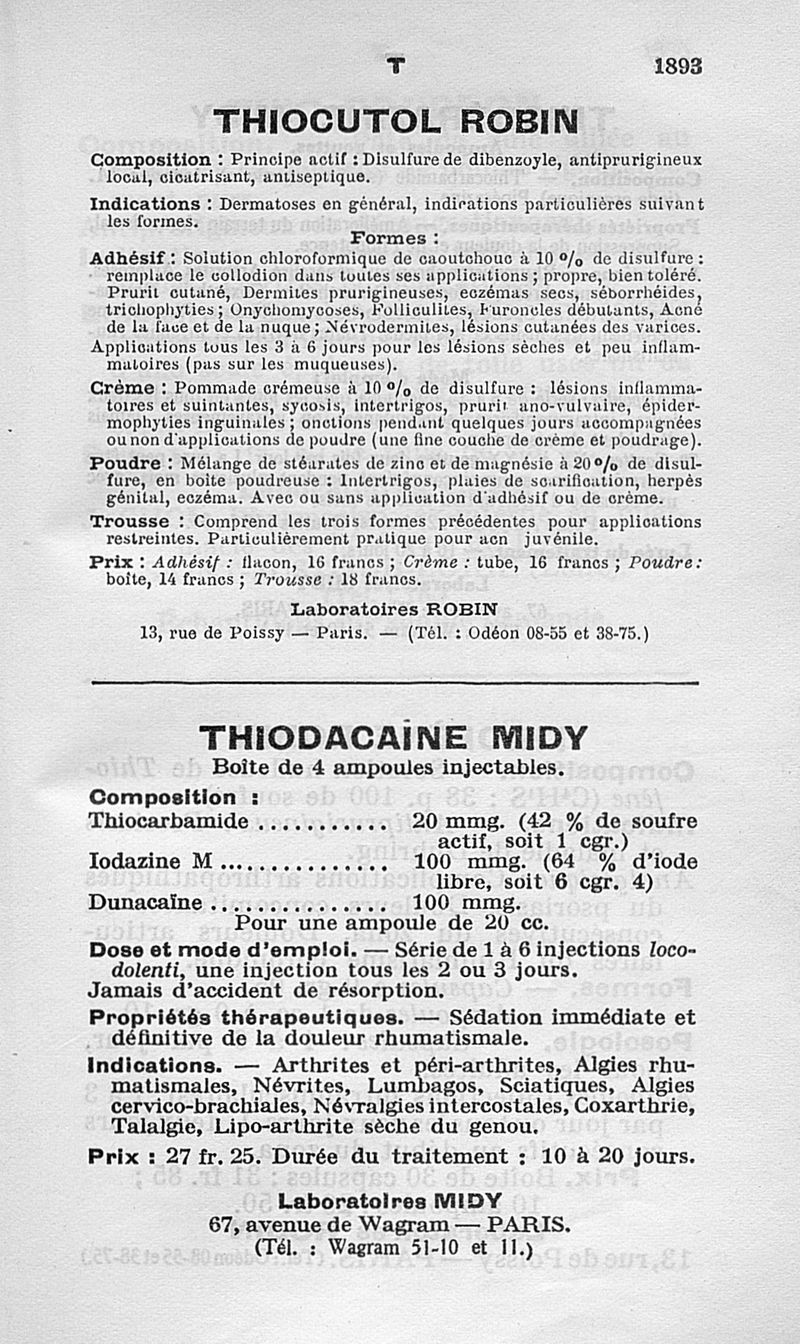 T 1893
THIOCUTOL ROBIN
Composition : Principe actif : Disulfure de dibenzoyle, antiprurigineux
local, cicatrisant, antiseptique.
Indications : Dermatoses en général, indications particulières suivant
les formes.
Formes :
Adhésif : Solution chloroformique de caoutchouc à 10 % de disulfure :
remplace le collodion dans toutes ses applications ; propre, bien toléré.
Prurit cutané, Dermites prurigineuses, eczémas secs, séborrhéides,
trichophyties ; Onychomycoses, Folliculites, Furoncles débutants, Acné
de la face et de la nuque ; Névrodermites, lésions cutanées des varices.
Applications tous les 3 à 6 jours pour les lésions sèches et peu inflam-
matoires (pas sur les muqueuses).
Crème : Pommade crémeuse à 10 % de disulfure : lésions inflamma-
toires et suintantes, sycosis, intertrigos, prurit ano-vulvaire, épider-
mophyties inguinales ; onctions pendant quelques jours accompagnées
ou non d'applications de poudre (une fine couche de crème et poudrage).
Poudre : Mélange de stéarates de zinc et de magnésie à 20 % de disul-
fure, en boîte poudreuse : Intertrigos, plaies de scarification, herpès
génital, eczéma. Avec ou sans application d'adhésif ou de crème.
Trousse : Comprend les trois formes précédentes pour applications
restreintes. Particulièrement pratique pour acn juvénile.
Prix : Adhésif : flacon, 16 francs ; Crème : tube, 16 francs ; Poudre :
boîte, 14 francs ; Trousse : 18 francs.
Laboratoires ROBIN
13, rue de Poissy — Paris. — (Tél. : Odéon 08-55 et 38-75.)
THIODACAINE MIDY
Boîte de 4 ampoules injectables.
Composition :
Thiocarbamide ........... 20 mmg. (42 % de soufre
actif, soit 1 cgr.)
Iodazine M .............. 100 mmg. (64 % d'iode
libre, soit 6 cgr. 4)
Dunacaïne ............... 100 mmg.
Pour une ampoule de 20 cc.
Dose et mode d'emploi. — Série de 1 à 6 injections loco-
dolenti, une injection tous les 2 ou 3 jours.
Jamais d'accident de résorption.
Propriétés thérapeutiques. — Sédation immédiate et
définitive de la douleur rhumatismale.
Indications. — Arthrites et péri-arthrites, Algies rhu-
matismales, Névrites, Lumbagos, Sciatiques, Algies
cervico-brachiales, Névralgies intercostales, Coxarthrie,
Talalgie, Lipo-arthrite sèche du genou.
Prix : 27 fr. 25. Durée du traitement : 10 à 20 jours.
Laboratoires MIDY
67, avenue de Wagram — PARIS.
(Tél. : Wagram 51-10 et 11.)